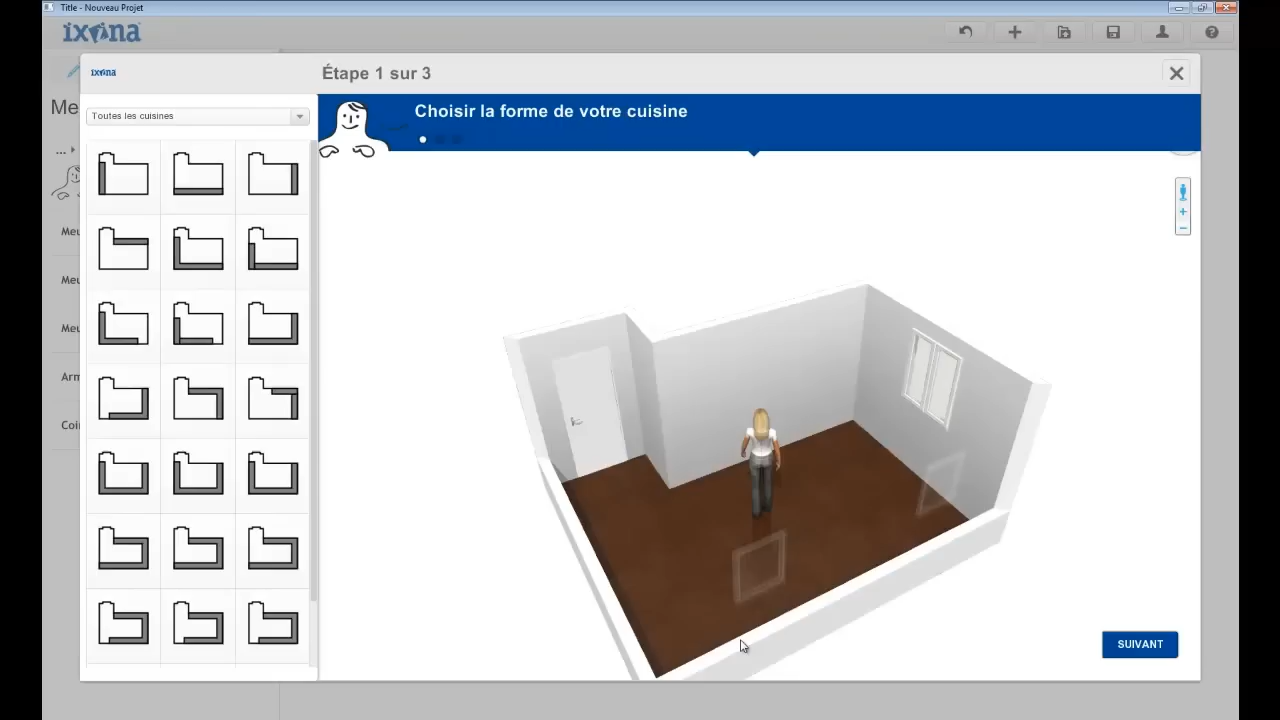 Title - Nouveau Projet
ixina
ixina
Étape 1 sur 3
Me
Toutes les cuisines
Choisir la forme de votre cuisine
...
Meu
Meu
Meu
Arm
Coi
SUIVANT